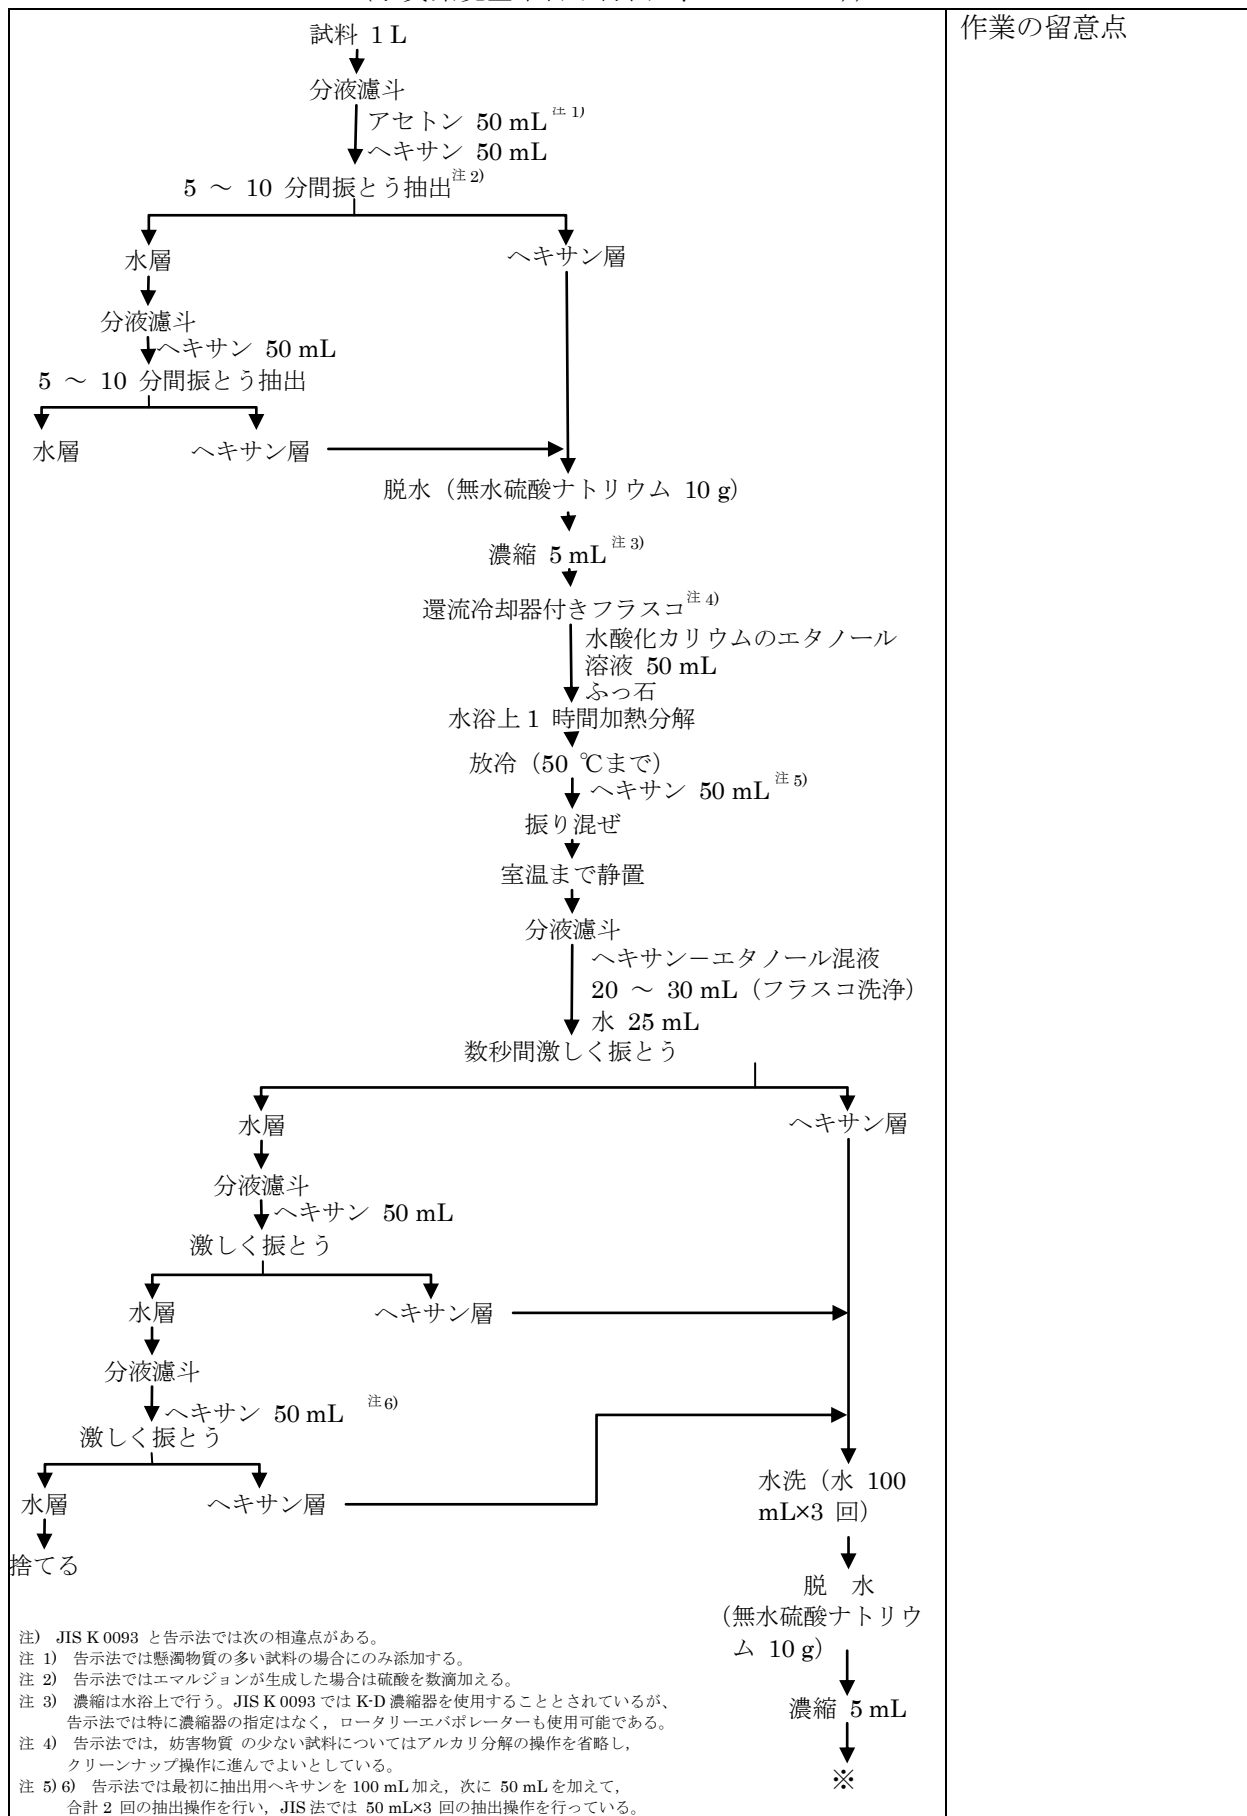 試料 1 L
分液濾斗
アセトン 50 mL 注 1)
ヘキサン 50 mL
5 ～ 10 分間振とう抽出 注 2)
水層
ヘキサン層
分液濾斗
ヘキサン 50 mL
5 ～ 10 分間振とう抽出
水層
ヘキサン層
脱水（無水硫酸ナトリウム 10 g）
濃縮 5 mL 注 3)
還流冷却器付きフラスコ 注 4)
水酸化カリウムのエタノール
溶液 50 mL
ふっ石
水浴上 1 時間加熱分解
放冷（50 ℃まで）
ヘキサン 50 mL 注 5)
振り混ぜ
室温まで静置
分液濾斗
ヘキサン－エタノール混液
20 ～ 30 mL（フラスコ洗浄）
水 25 mL
数秒間激しく振とう
水層
ヘキサン層
分液濾斗
ヘキサン 50 mL
激しく振とう
水層
ヘキサン層
分液濾斗
ヘキサン 50 mL 注 6)
激しく振とう
水層
ヘキサン層
捨てる
水洗（水 100
mL×3 回）
脱 水
（無水硫酸ナトリウ
ム 10 g）
濃縮 5 mL
※
注) JIS K 0093 と告示法では次の相違点がある。
注 1) 告示法では懸濁物質の多い試料の場合にのみ添加する。
注 2) 告示法ではエマルジョンが生成した場合は硫酸を数滴加える。
注 3) 濃縮は水浴上で行う。JIS K 0093 では K-D 濃縮器を使用することとされているが、
告示法では特に濃縮器の指定はなく，ロータリーエバポレーターも使用可能である。
注 4) 告示法では，妨害物質 の少ない試料についてはアルカリ分解の操作を省略し，
クリーンナップ操作に進んでよいとしている。
注 5) 6) 告示法では最初に抽出用ヘキサンを 100 mL 加え，次に 50 mL を加えて，
合計 2 回の抽出操作を行い，JIS 法では 50 mL×3 回の抽出操作を行っている。
作業の留意点